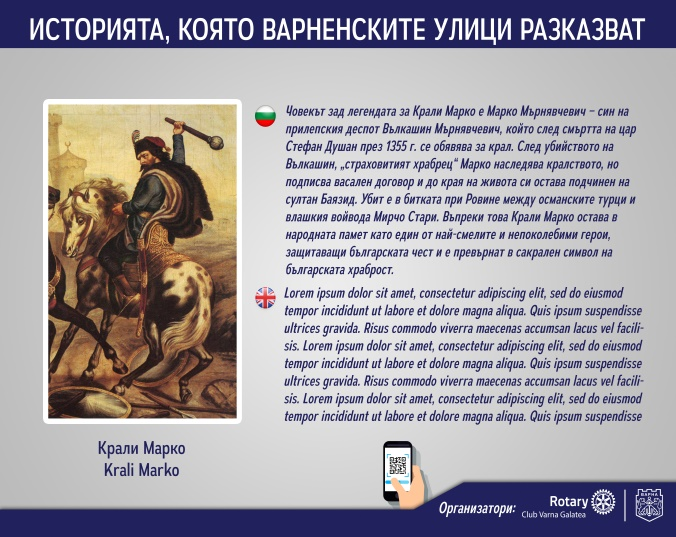 ИСТОРИЯТА, КОЯТО ВАРНЕНСКИТЕ УЛИЦИ РАЗКАЗВАТ
Човекът зад легендата за Крали Марко е Марко Мърнявчевич – син на
прилепския деспот Вълкашин Мърнявчевич, който след смъртта на цар
Стефан Душан през 1355 г. се обявява за крал. След убийството на
Вълкашин, „страховитият храбрец“ Марко наследява кралството, но
подписва васален договор и до края на живота си остава подчинен на
султан Баязид. Убит е в битката при Ровине между османските турци и
влашкия войвода Мирчо Стари. Въпреки това Крали Марко остава в
народната памет като един от най-смелите и непоколебими герои,
защитаващи българската чест и е превърнат в сакрален символ на
българската храброст.
Lorem ipsum dolor sit amet, consectetur adipiscing elit, sed do eiusmod
tempor incididunt ut labore et dolore magna aliqua. Quis ipsum suspendisse
ultrices gravida. Risus commodo viverra maecenas accumsan lacus vel facili-
sis. Lorem ipsum dolor sit amet, consectetur adipiscing elit, sed do eiusmod
tempor incididunt ut labore et dolore magna aliqua. Quis ipsum suspendisse
ultrices gravida. Risus commodo viverra maecenas accumsan lacus vel facili-
sis. Lorem ipsum dolor sit amet, consectetur adipiscing elit, sed do eiusmod
tempor incididunt ut labore et dolore magna aliqua. Quis ipsum suspendisse
Крали Марко
Krali Marko
Организатори:
Rotary
Club Varna Galatea
ВАРНА